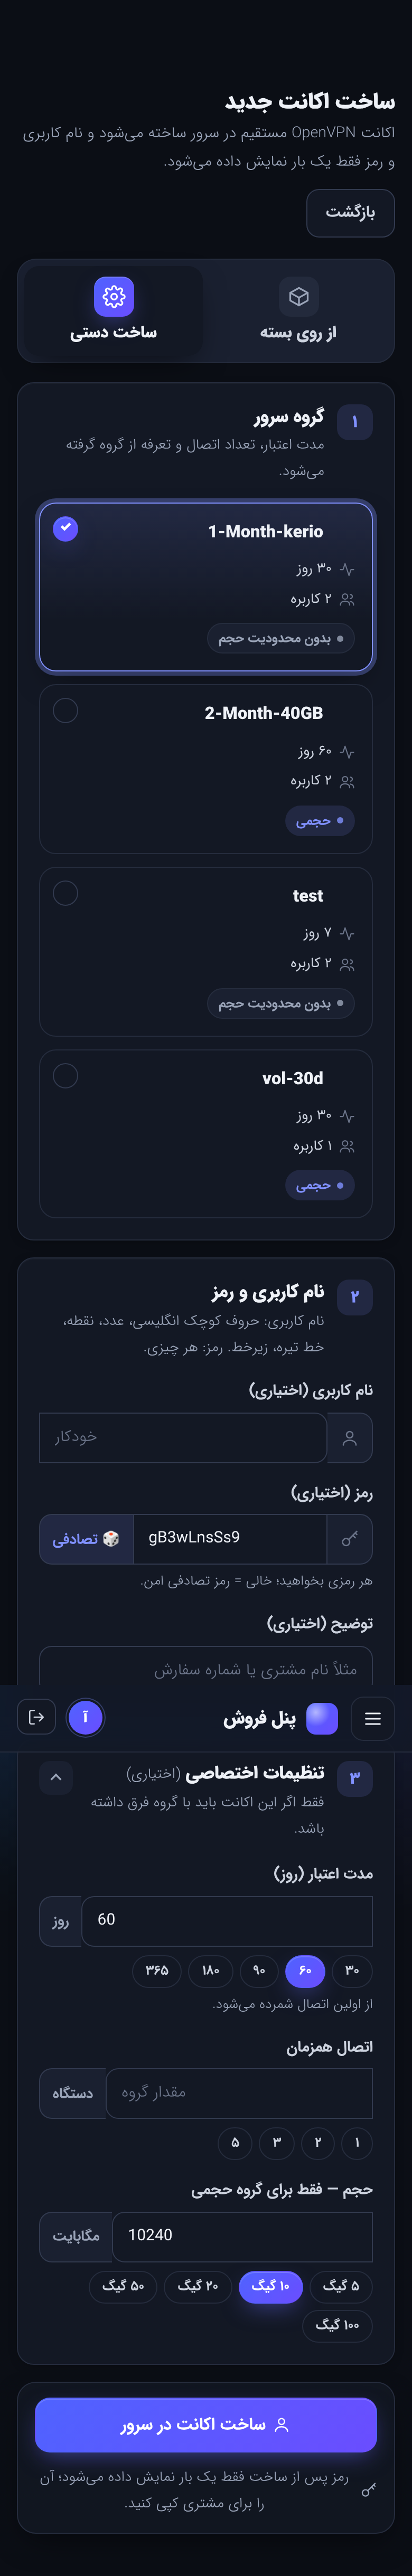 ساخت اکانت جدید
اکانت OpenVPN مستقیم در سرور ساخته می‌شود و نام کاربری
و رمز فقط یک بار نمایش داده می‌شود.
بازگشت
از روی بسته
ساخت دستی
۱
گروه سرور
مدت اعتبار، تعداد اتصال و تعرفه از گروه گرفته
می‌شود.
1-Month-kerio
۳۰ روز
۲ کاربره
بدون محدودیت حجم
2-Month-40GB
۶۰ روز
۲ کاربره
حجمی
test
۷ روز
۲ کاربره
بدون محدودیت حجم
vol-30d
۳۰ روز
۱ کاربره
حجمی
۲
نام کاربری و رمز
نام کاربری: حروف کوچک انگلیسی، عدد، نقطه،
خط تیره، زیرخط. رمز: هر چیزی.
نام کاربری (اختیاری)
خودکار
رمز (اختیاری)
gB3wLnsSs9
تصادفی
هر رمزی بخواهید؛ خالی = رمز تصادفی امن.
توضیح (اختیاری)
مثلاً نام مشتری یا شماره سفارش
پنل فروش
آ
۳
تنظیمات اختصاصی (اختیاری)
فقط اگر این اکانت باید با گروه فرق داشته
باشد.
مدت اعتبار (روز)
60
روز
۳۰
۶۰
۹۰
۱۸۰
۳۶۵
از اولین اتصال شمرده می‌شود.
اتصال همزمان
مقدار گروه
دستگاه
۱
۲
۳
۵
حجم — فقط برای گروه حجمی
10240
مگابایت
۵ گیگ
۱۰ گیگ
۲۰ گیگ
۵۰ گیگ
۱۰۰ گیگ
ساخت اکانت در سرور
رمز پس از ساخت فقط یک بار نمایش داده می‌شود؛ آن
را برای مشتری کپی کنید.